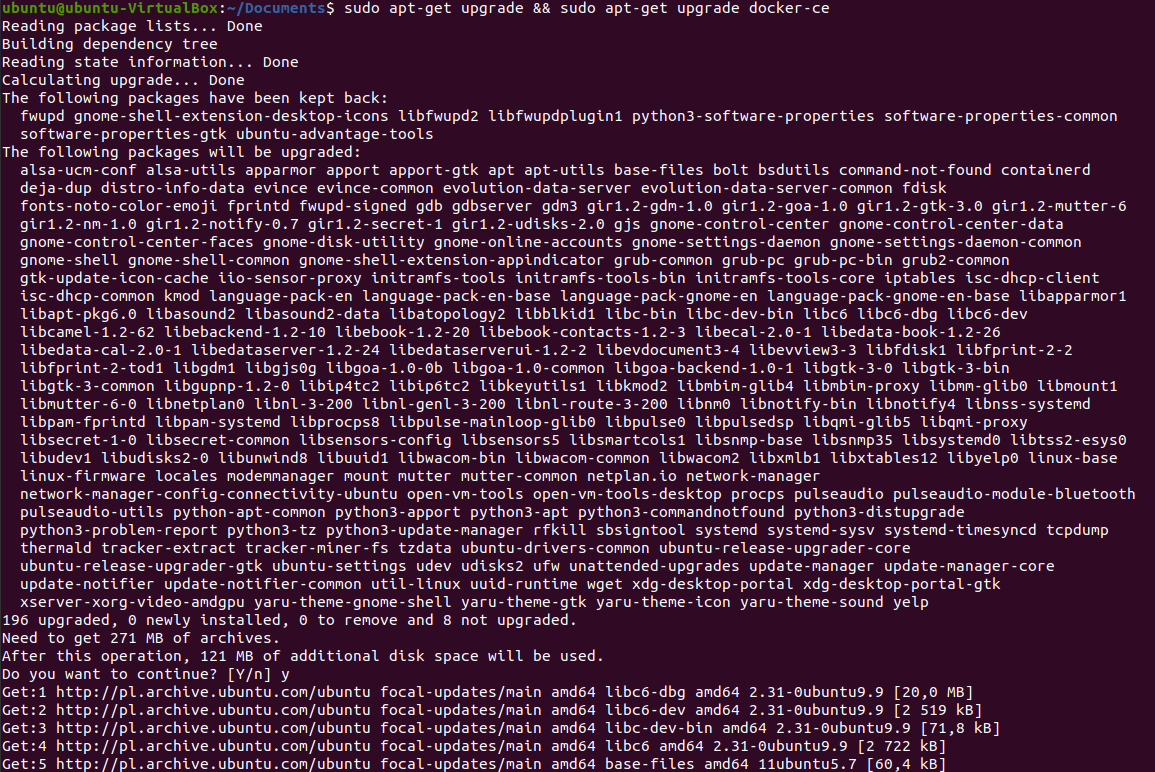 ubuntu@ubuntu-VirtualBox:~/Documents$ sudo apt-get upgrade && sudo apt-get upgrade docker-ce
Reading package lists... Done
Building dependency tree
Reading state information... Done
Calculating upgrade... Done
The following packages have been kept back:
  fwupd gnome-shell-extension-desktop-icons libfwupd2 libfwupdplugin1 python3-software-properties software-properties-common
  software-properties-gtk ubuntu-advantage-tools
The following packages will be upgraded:
  alsa-ucm-conf alsa-utils apparmor apport apport-gtk apt apt-utils base-files bolt bsdutils command-not-found containerd
  deja-dup distro-info-data evince evince-common evolution-data-server evolution-data-server-common fdisk
  fonts-noto-color-emoji fprintd fwupd-signed gdb gdbserver gdm3 gir1.2-gdm-1.0 gir1.2-goa-1.0 gir1.2-gtk-3.0 gir1.2-mutter-6
  gir1.2-nm-1.0 gir1.2-notify-0.7 gir1.2-secret-1 gir1.2-udisks-2.0 gjs gnome-control-center gnome-control-center-data
  gnome-control-center-faces gnome-disk-utility gnome-online-accounts gnome-settings-daemon gnome-settings-daemon-common
  gnome-shell gnome-shell-common gnome-shell-extension-appindicator grub-common grub-pc grub-pc-bin grub2-common
  gtk-update-icon-cache iio-sensor-proxy initramfs-tools initramfs-tools-bin initramfs-tools-core iptables isc-dhcp-client
  isc-dhcp-common kmod language-pack-en language-pack-en-base language-pack-gnome-en language-pack-gnome-en-base libapparmor1
  libapt-pkg6.0 libasound2 libasound2-data libatopology2 libblkid1 libc-bin libc-dev-bin libc6 libc6-dbg libc6-dev
  libcamel-1.2-62 libebackend-1.2-10 libebook-1.2-20 libebook-contacts-1.2-3 libecal-2.0-1 libedata-book-1.2-26
  libedata-cal-2.0-1 libedataserver-1.2-24 libedataserverui-1.2-2 libevdocument3-4 libevview3-3 libfdisk1 libfprint-2-2
  libfprint-2-tod1 libgdm1 libgjs0g libgoa-1.0-0b libgoa-1.0-common libgoa-backend-1.0-1 libgtk-3-0 libgtk-3-bin
  libgtk-3-common libgupnp-1.2-0 libip4tc2 libip6tc2 libkeyutils1 libkmod2 libmbim-glib4 libmbim-proxy libmm-glib0 libmount1
  libmutter-6-0 libnetplan0 libnl-3-200 libnl-genl-3-200 libnl-route-3-200 libnm0 libnotify-bin libnotify4 libnss-systemd
  libpam-fprintd libpam-systemd libprocps8 libpulse-mainloop-glib0 libpulse0 libpulsedsp libqmi-glib5 libqmi-proxy
  libsecret-1-0 libsecret-common libsensors-config libsensors5 libsmartcols1 libsnmp-base libsnmp35 libsystemd0 libtss2-esys0
  libudev1 libudisks2-0 libunwind8 libuuid1 libwacom-bin libwacom-common libwacom2 libxmlb1 libxtables12 libyelp0 linux-base
  linux-firmware locales modemmanager mount mutter mutter-common netplan.io network-manager
  network-manager-config-connectivity-ubuntu open-vm-tools open-vm-tools-desktop procps pulseaudio pulseaudio-module-bluetooth
  pulseaudio-utils python-apt-common python3-apport python3-apt python3-commandnotfound python3-distupgrade
  python3-problem-report python3-tz python3-update-manager rfkill sbsigntool systemd systemd-sysv systemd-timesyncd tcpdump
  thermald tracker-extract tracker-miner-fs tzdata ubuntu-drivers-common ubuntu-release-upgrader-core
  ubuntu-release-upgrader-gtk ubuntu-settings udev udisks2 ufw unattended-upgrades update-manager update-manager-core
  update-notifier update-notifier-common util-linux uuid-runtime wget xdg-desktop-portal xdg-desktop-portal-gtk
  xserver-xorg-video-amdgpu yaru-theme-gnome-shell yaru-theme-gtk yaru-theme-icon yaru-theme-sound yelp
196 upgraded, 0 newly installed, 0 to remove and 8 not upgraded.
Need to get 271 MB of archives.
After this operation, 121 MB of additional disk space will be used.
Do you want to continue? [Y/n] y
Get:1 http://pl.archive.ubuntu.com/ubuntu focal-updates/main amd64 libc6-dbg amd64 2.31-0ubuntu9.9 [20,0 MB]
Get:2 http://pl.archive.ubuntu.com/ubuntu focal-updates/main amd64 libc6-dev amd64 2.31-0ubuntu9.9 [2 519 kB]
Get:3 http://pl.archive.ubuntu.com/ubuntu focal-updates/main amd64 libc-dev-bin amd64 2.31-0ubuntu9.9 [71,8 kB]
Get:4 http://pl.archive.ubuntu.com/ubuntu focal-updates/main amd64 libc6 amd64 2.31-0ubuntu9.9 [2 722 kB]
Get:5 http://pl.archive.ubuntu.com/ubuntu focal-updates/main amd64 base-files amd64 11ubuntu5.7 [60,4 kB]